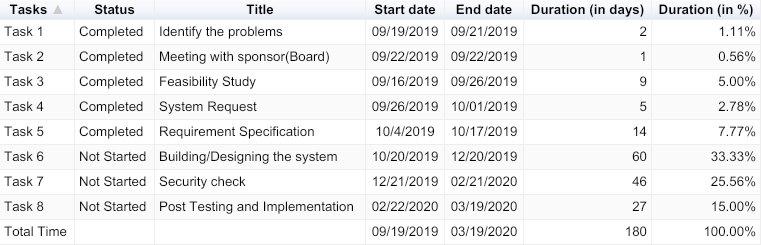 Tasks Status Title Start date End date Duration (in days) Duration (in %)
Task 1 Completed Identify the problems 09/19/2019 09/21/2019 2 1.11%
Task 2 Completed Meeting with sponsor(Board) 09/22/2019 09/22/2019 1 0.56%
Task 3 Completed Feasibility Study 09/16/2019 09/26/2019 9 5.00%
Task 4 Completed System Request 09/26/2019 10/01/2019 5 2.78%
Task 5 Completed Requirement Specification 10/4/2019 10/17/2019 14 7.77%
Task 6 Not Started Building/Designing the system 10/20/2019 12/20/2019 60 33.33%
Task 7 Not Started Security check 12/21/2019 02/21/2020 46 25.56%
Task 8 Not Started Post Testing and Implementation 02/22/2020 03/19/2020 27 15.00%
Total Time 09/19/2019 03/19/2020 180 100.00%